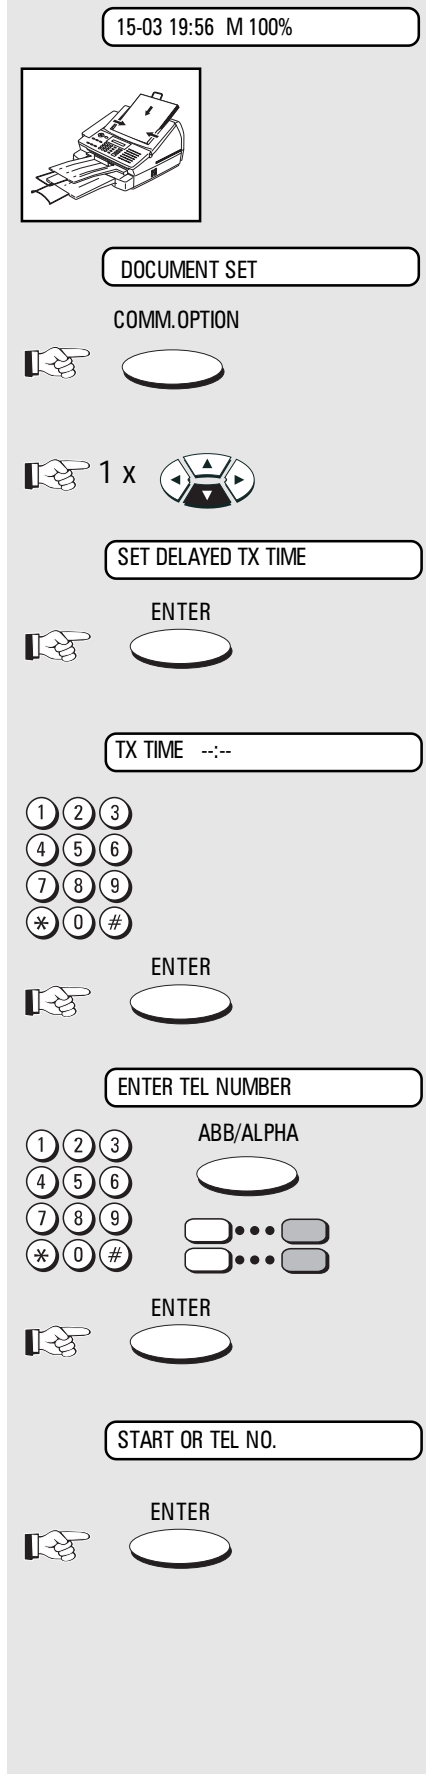 15-03 19:56 M 100%
DOCUMENT SET
COMM.OPTION
1 x
SET DELAYED TX TIME
ENTER
TX TIME --:--
1 2 3
4 5 6
7 8 9
* 0 #
ENTER
ENTER TEL NUMBER
ABB/ALPHA
1 2 3
4 5 6
7 8 9
* 0 #
ENTER
START OR TEL NO.
ENTER